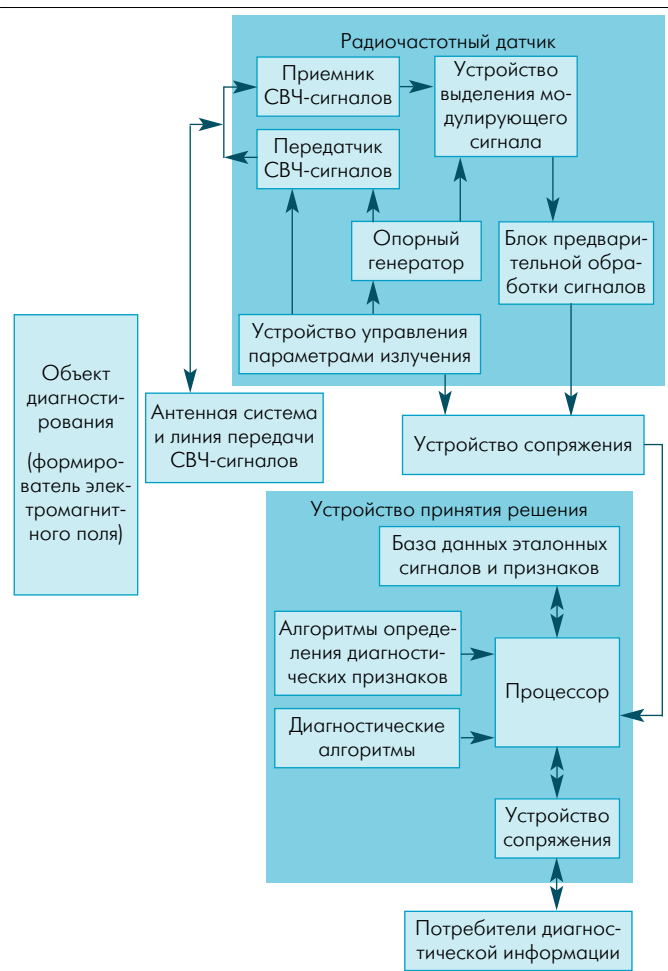 Радиочастотный датчик
Приемник
СВЧ-сигналов
Устройство
выделения мо-
дулирующего
сигнала
Передатчик
СВЧ-сигналов
Опорный
генератор
Блок предвари-
тельной обра-
ботки сигналов
Устройство управления
параметрами излучения
Объект
диагности-
рования
(формиро-
ватель элек-
тромагнит-
ного поля)
Антенная система
и линия передачи
СВЧ-сигналов
Устройство сопряжения
Устройство принятия решения
База данных эталонных
сигналов и признаков
Алгоритмы опреде-
ления диагности-
ческих признаков
Процессор
Диагностические
алгоритмы
Устройство
сопряжения
Потребители диагнос-
тической информации